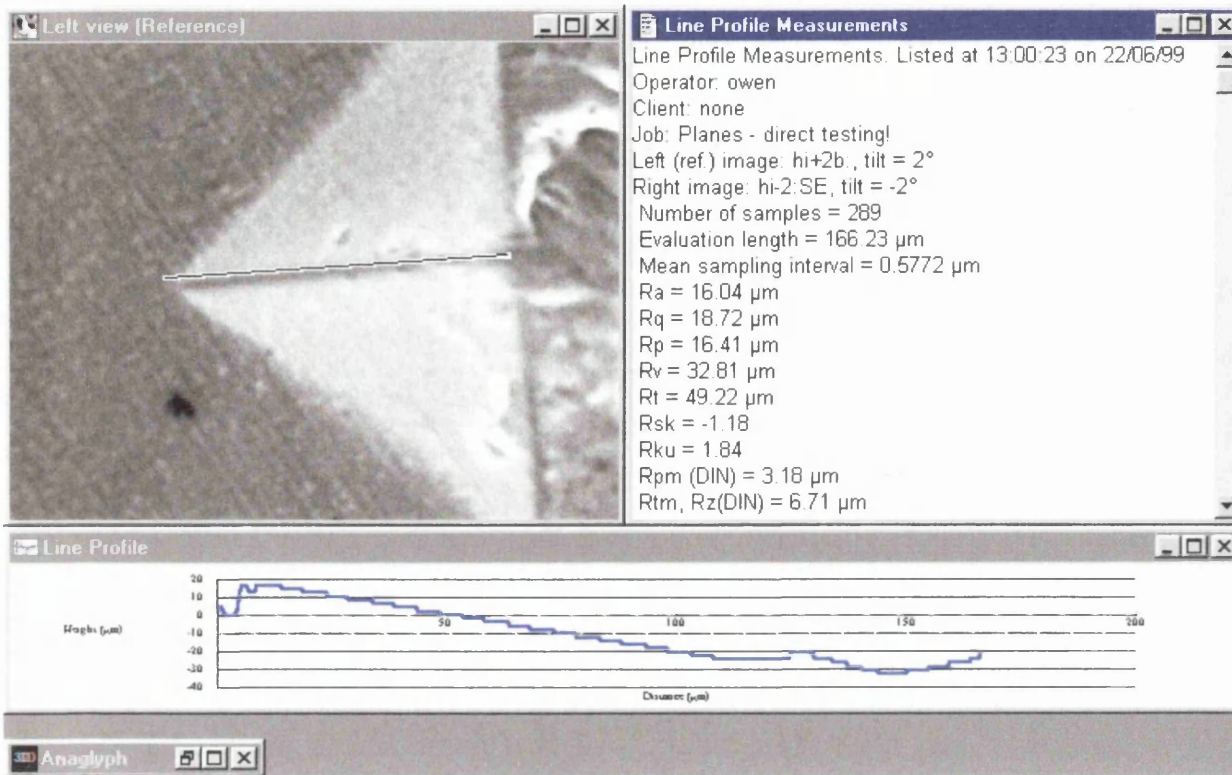 Left view (Reference)
Line Profile Measurements
Line Profile Measurements. Listed at 13:00:23 on 22/06/99
Operator: owen
Client: none
Job: Planes - direct testing!
Left (ref.) image: hi+2b:, tilt = 2°
Right image: hi-2:SE, tilt = -2°
Number of samples = 289
Evaluation length = 166.23 µm
Mean sampling interval = 0.5772 µm
Ra = 16.04 µm
Rq = 18.72 µm
Rp = 16.41 µm
Rv = 32.81 µm
Rt = 49.22 µm
Rsk = -1.18
Rku = 1.84
Rpm (DIN) = 3.18 µm
Rtm, Rz(DIN) = 6.71 µm
Line Profile
20
10
0
-10
-20
-30
-40
Height (µm)
50
100
150
200
Distance (µm)
3D Anaglyph